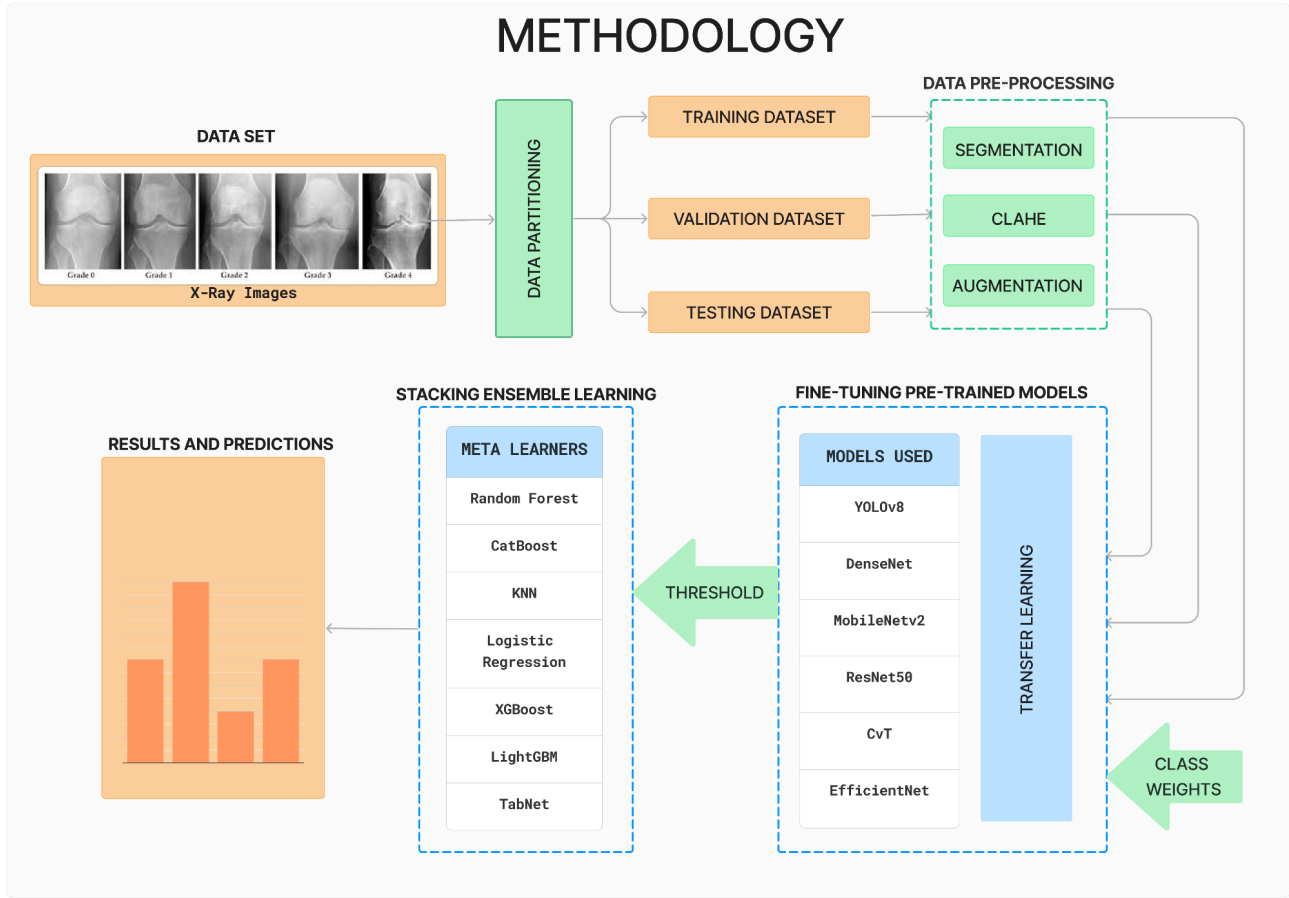 METHODOLOGY
DATA SET
Grade 0
Grade 1
Grade 2
Grade 3
Grade 4
X-Ray Images
DATA PARTITIONING
TRAINING DATASET
VALIDATION DATASET
TESTING DATASET
DATA PRE-PROCESSING
SEGMENTATION
CLAHE
AUGMENTATION
FINE-TUNING PRE-TRAINED MODELS
MODELS USED
YOLOv8
DenseNet
MobileNetv2
ResNet50
CvT
EfficientNet
TRANSFER LEARNING
CLASS
WEIGHTS
THRESHOLD
STACKING ENSEMBLE LEARNING
META LEARNERS
Random Forest
CatBoost
KNN
Logistic
Regression
XGBoost
LightGBM
TabNet
RESULTS AND PREDICTIONS